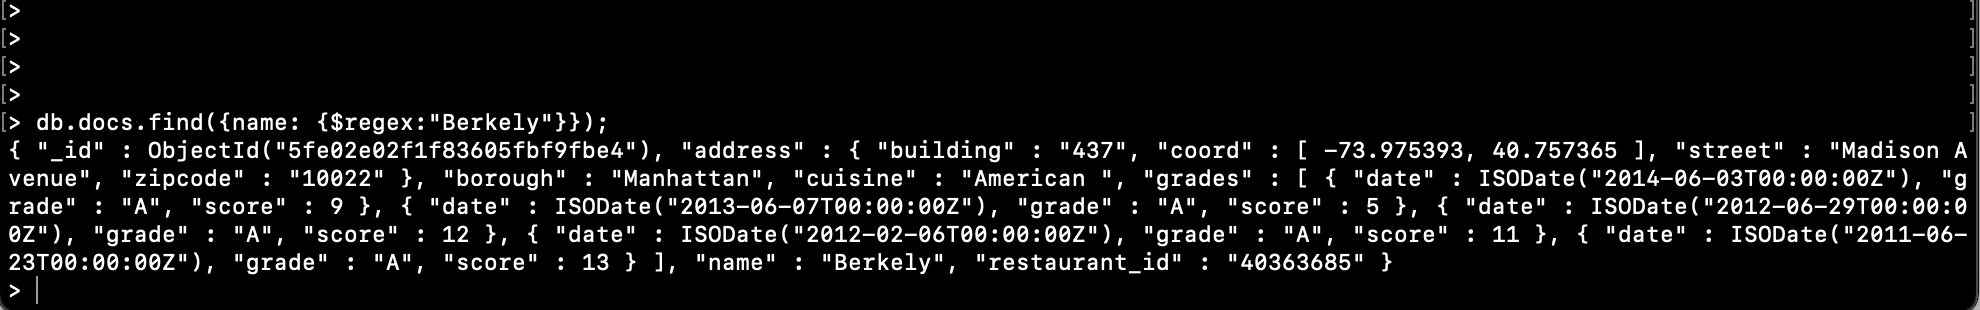 [> ]
[> ]
[> ]
[> ]
[> db.docs.find({name: {$regex:"Berkely"}}); ]
{ "_id" : ObjectId("5fe02e02f1f83605fbf9fbe4"), "address" : { "building" : "437", "coord" : [ -73.975393, 40.757365 ], "street" : "Madison A
venue", "zipcode" : "10022" }, "borough" : "Manhattan", "cuisine" : "American ", "grades" : [ { "date" : ISODate("2014-06-03T00:00:00Z"), "g
rade" : "A", "score" : 9 }, { "date" : ISODate("2013-06-07T00:00:00Z"), "grade" : "A", "score" : 5 }, { "date" : ISODate("2012-06-29T00:00:0
0Z"), "grade" : "A", "score" : 12 }, { "date" : ISODate("2012-02-06T00:00:00Z"), "grade" : "A", "score" : 11 }, { "date" : ISODate("2011-06-
23T00:00:00Z"), "grade" : "A", "score" : 13 } ], "name" : "Berkely", "restaurant_id" : "40363685" }
>